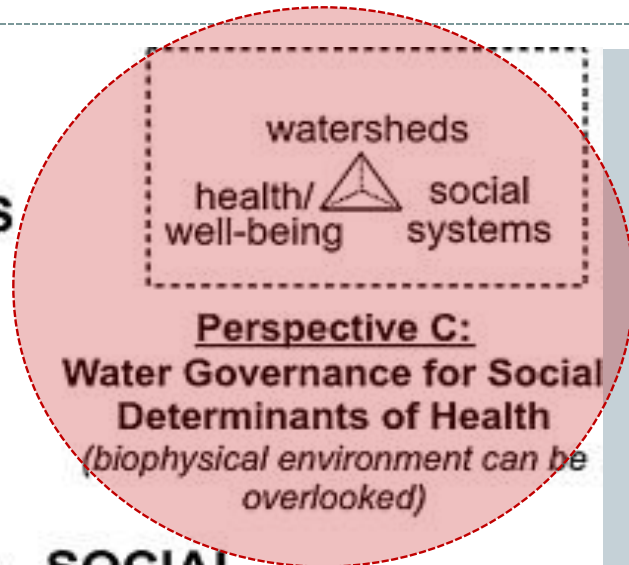 watersheds
health/ social
well-being systems
S
Perspective C:
Water Governance for Social
Determinants of Health
(biophysical environment can be
overlooked)
SOCIAL